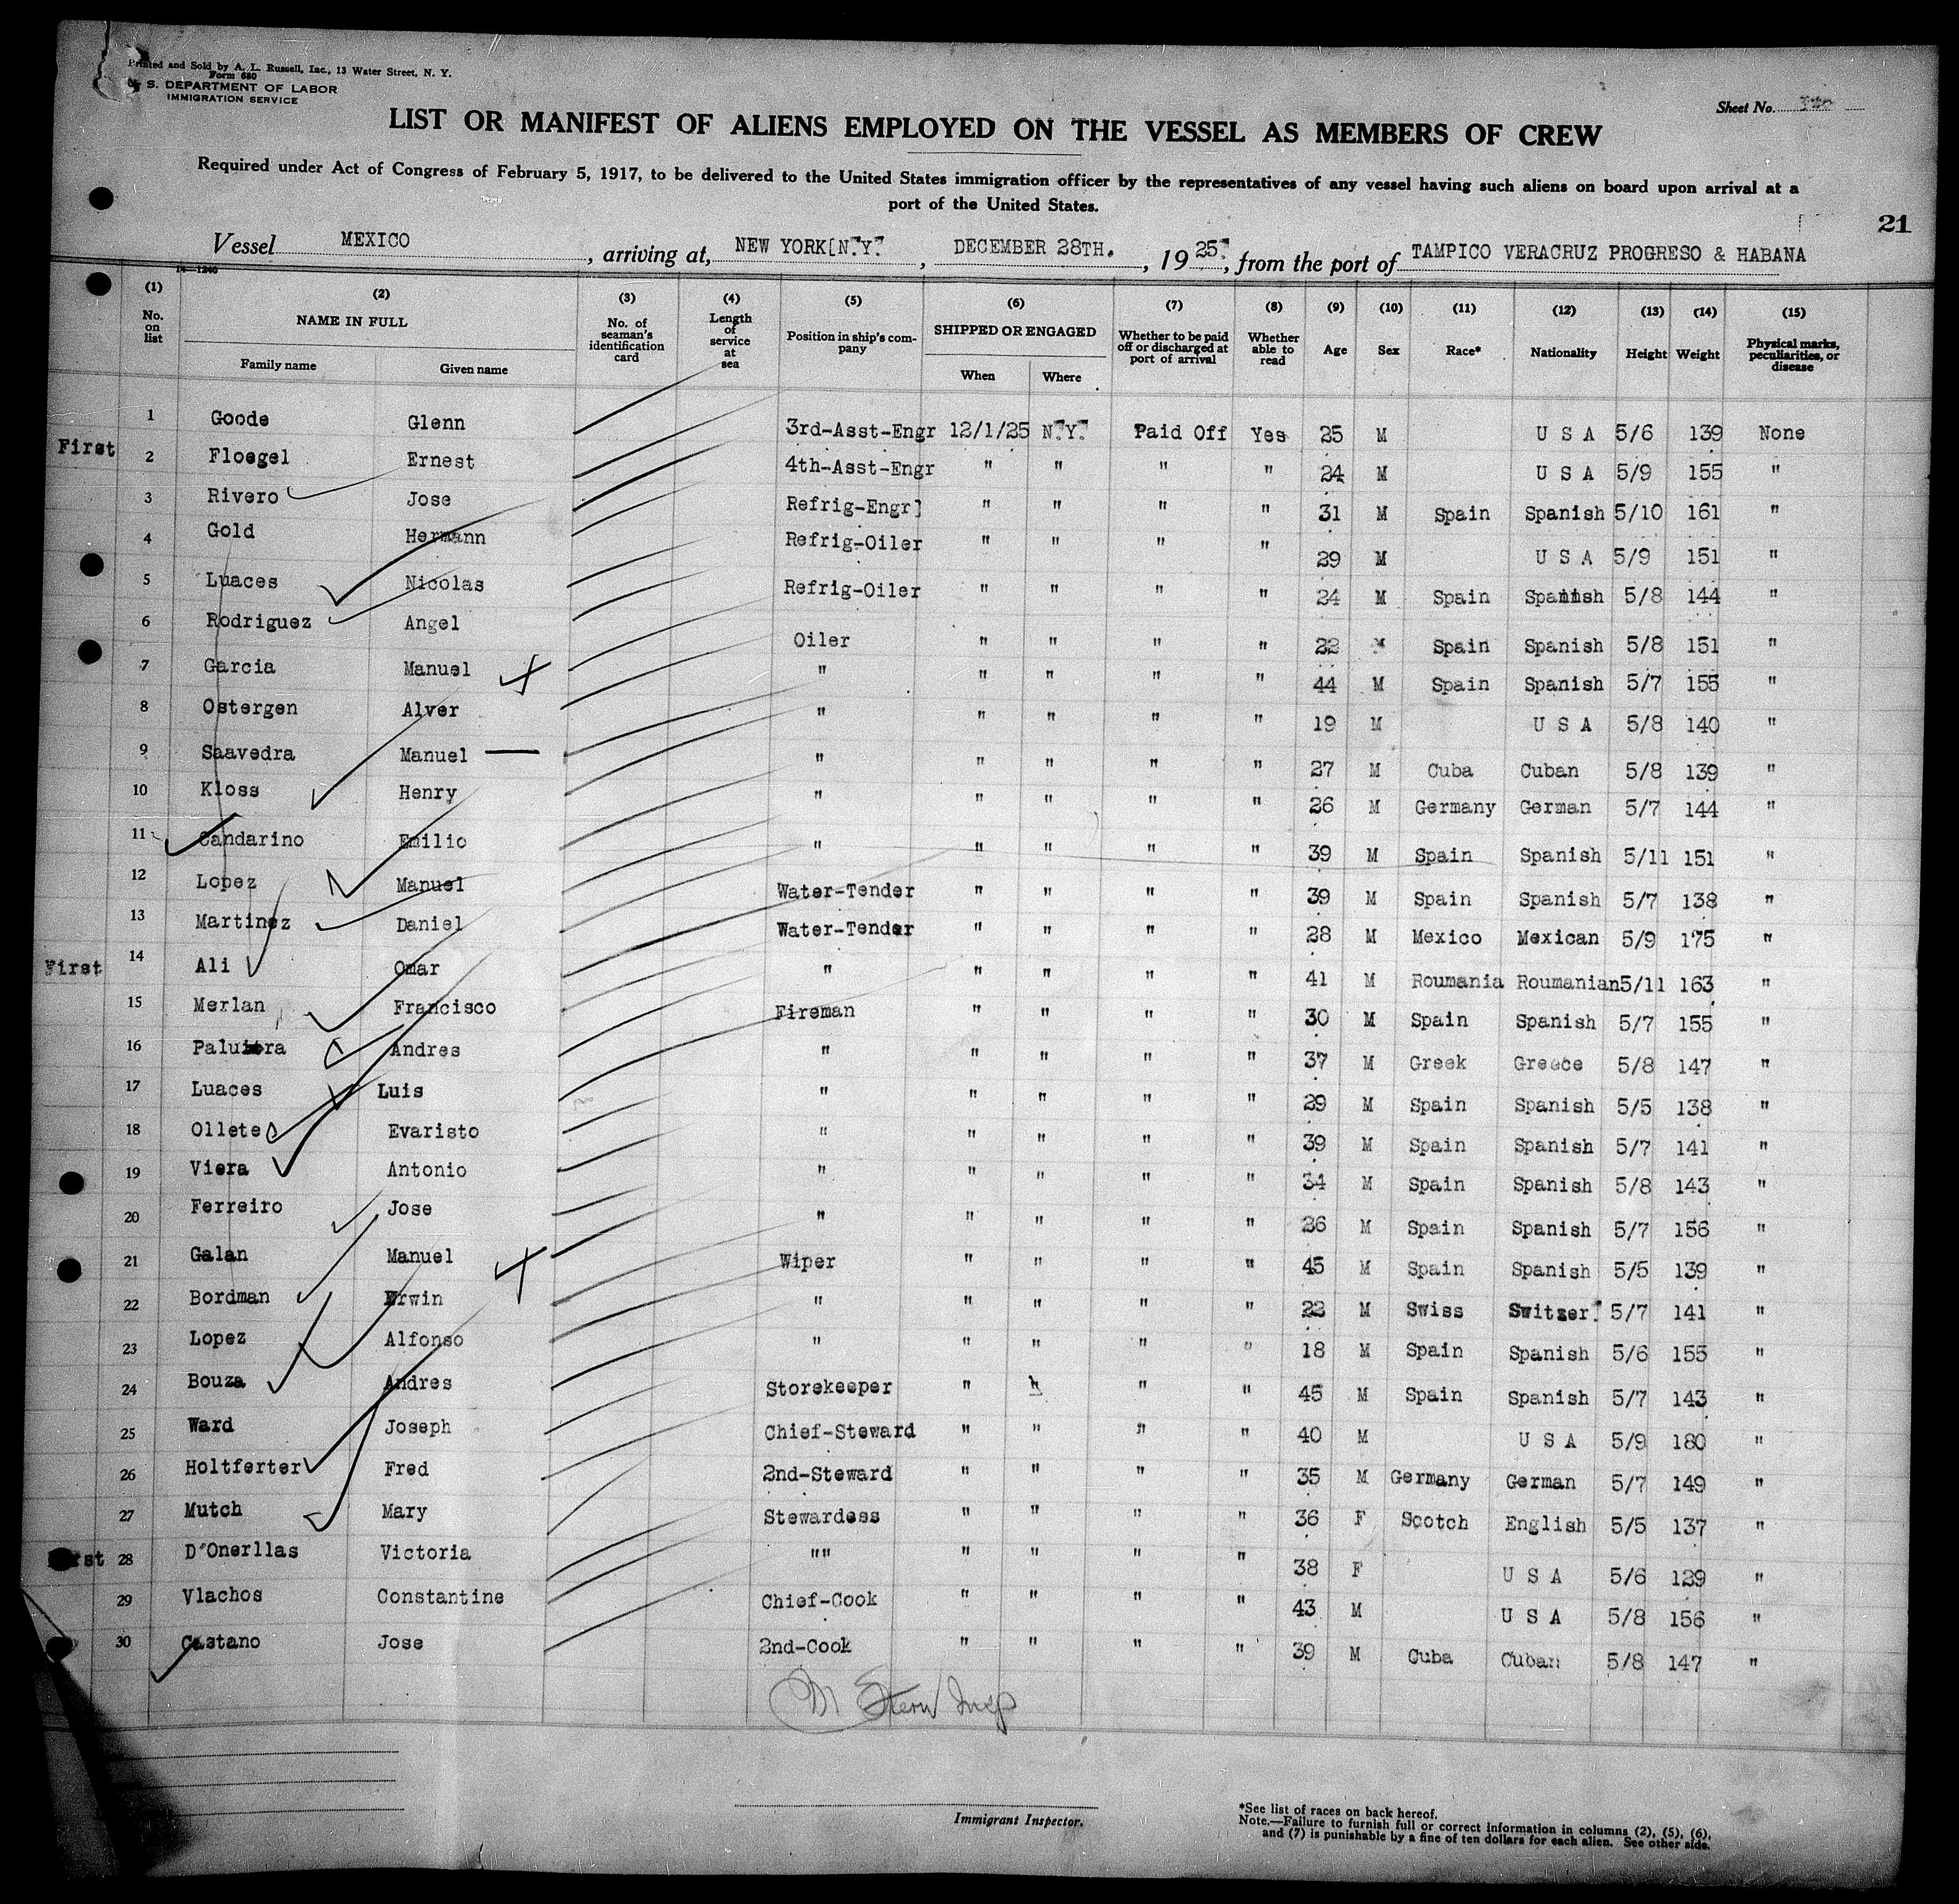 Printed and Sold by A. L. Russell, Inc., 13 Water Street, N. Y.
Form 680
U. S. DEPARTMENT OF LABOR
IMMIGRATION SERVICE
Sheet No.
LIST OR MANIFEST OF ALIENS EMPLOYED ON THE VESSEL AS MEMBERS OF CREW
Required under Act of Congress of February 5, 1917, to be delivered to the United States immigration officer by the representatives of any vessel having such aliens on board upon arrival at a
port of the United States.
21
Vessel MEXICO , arriving at, NEW YORK[N.Y. , DECEMBER 28TH. , 1925. , from the port of TAMPICO VERACRUZ PROGRESO & HABANA
14—1240
(1) No. on list (2) NAME IN FULL Family name Given name (3) No. of seaman's identification card (4) Length of service at sea (5) Position in ship's company (6) SHIPPED OR ENGAGED When Where (7) Whether to be paid off or discharged at port of arrival (8) Whether able to read (9) Age (10) Sex (11) Race* (12) Nationality (13) Height (14) Weight (15) Physical marks, peculiarities, or disease
1 Goode Glenn 3rd-Asst-Engr 12/1/25 N.Y. Paid Off Yes 25 M U S A 5/6 139 None
First 2 Floegel Ernest 4th-Asst-Engr " " " " 24 M U S A 5/9 155 "
3 Rivero Jose Refrig-Engr] " " " " 31 M Spain Spanish 5/10 161 "
4 Gold Hermann Refrig-Oiler " " " " 29 M U S A 5/9 151 "
5 Luaces Nicolas Refrig-Oiler " " " " 24 M Spain Spanish 5/8 144 "
6 Rodriguez Angel Oiler " " " " 22 M Spain Spanish 5/8 151 "
7 Garcia Manuel " " " " " 44 M Spain Spanish 5/7 155 "
8 Ostergen Alver " " " " " 19 M U S A 5/8 140 "
9 Saavedra Manuel " " " " " 27 M Cuba Cuban 5/8 139 "
10 Kloss Henry " " " " " 26 M Germany German 5/7 144 "
11 Candarino Emilio " " " " " 39 M Spain Spanish 5/11 151 "
12 Lopez Manuel Water-Tender " " " " 39 M Spain Spanish 5/7 138 "
13 Martinez Daniel Water-Tender " " " " 28 M Mexico Mexican 5/9 175 "
First 14 Ali Omar " " " " " 41 M Roumania Roumanian 5/11 163 "
15 Merlan Francisco Fireman " " " " 30 M Spain Spanish 5/7 155 "
16 Andres " " " " " 37 M Greek Greece 5/8 147 "
17 Luaces Luis " " " " " 29 M Spain Spanish 5/5 138 "
18 Ollete Evaristo " " " " " 39 M Spain Spanish 5/7 141 "
19 Viera Antonio " " " " " 34 M Spain Spanish 5/8 143 "
20 Ferreiro Jose " " " " " 26 M Spain Spanish 5/7 156 "
21 Galan Manuel Wiper " " " " 45 M Spain Spanish 5/5 139 "
22 Bordman Erwin " " " " " 22 M Swiss Switzer. 5/7 141 "
23 Lopez Alfonso " " " " " 18 M Spain Spanish 5/6 155 "
24 Bouza Andres Storekeeper " " " " 45 M Spain Spanish 5/7 143 "
25 Ward Joseph Chief-Steward " " " " 40 M U S A 5/9 180 "
26 Holtferter Fred 2nd-Steward " " " " 35 M Germany German 5/7 149 "
27 Mutch Mary Stewardess " " " " 36 F Scotch English 5/5 137 "
First 28 D'Onerllas Victoria "" " " " " 38 F U S A 5/6 129 "
29 Vlachos Constantine Chief-Cook " " " " 43 M U S A 5/8 156 "
30 Castano Jose 2nd-Cook " " " " 39 M Cuba Cuban 5/8 147 "
M Stern Insp
Immigrant Inspector.
*See list of races on back hereof.
Note.—Failure to furnish full or correct information in columns (2), (5), (6),
and (7) is punishable by a fine of ten dollars for each alien. See other side.